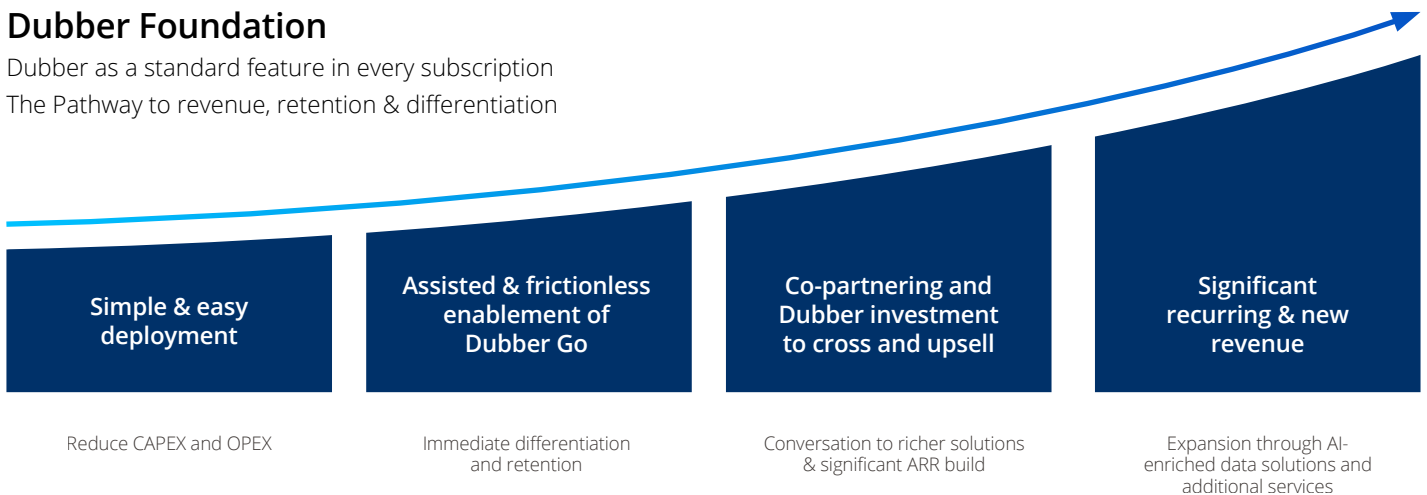 Dubber Foundation
Dubber as a standard feature in every subscription
The Pathway to revenue, retention & differentiation
Simple & easy
deployment
Assisted & frictionless
enablement of
Dubber Go
Co-partnering and
Dubber investment
to cross and upsell
Significant
recurring & new
revenue
Reduce CAPEX and OPEX
Immediate differentiation
and retention
Conversation to richer solutions
& significant ARR build
Expansion through AI-
enriched data solutions and
additional services